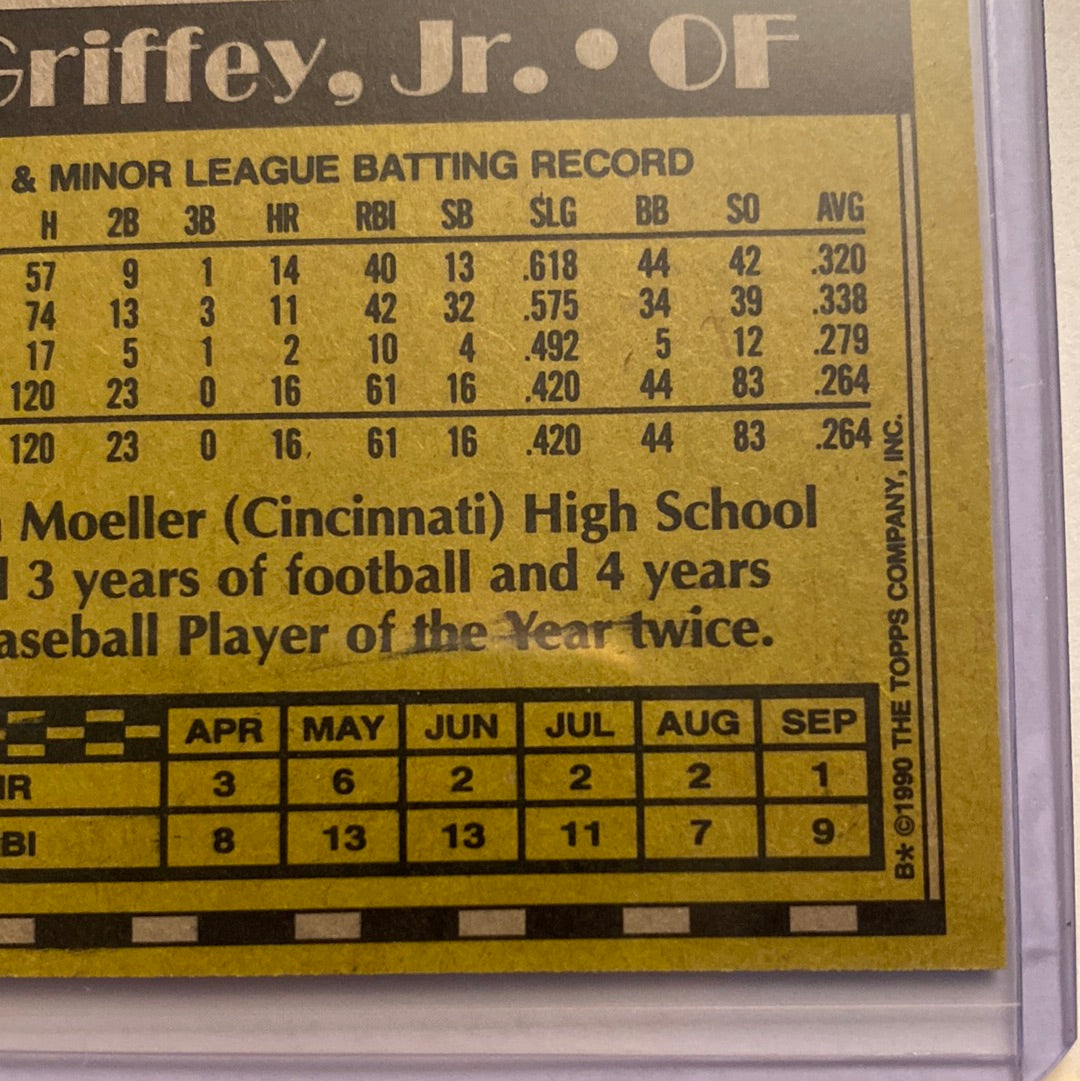 Griffey, Jr. • OF
& MINOR LEAGUE BATTING RECORD
H 2B 3B HR RBI SB SLG BB SO AVG
57 9 1 14 40 13 .618 44 42 .320
74 13 3 11 42 32 .575 34 39 .338
17 5 1 2 10 4 .492 5 12 .279
120 23 0 16 61 16 .420 44 83 .264
120 23 0 16 61 16 .420 44 83 .264
Moeller (Cincinnati) High School
3 years of football and 4 years
aseball Player of the Year twice.
APR MAY JUN JUL AUG SEP
HR 3 6 2 2 2 1
BI 8 13 13 11 7 9
B* ©1990 THE TOPPS COMPANY, INC.